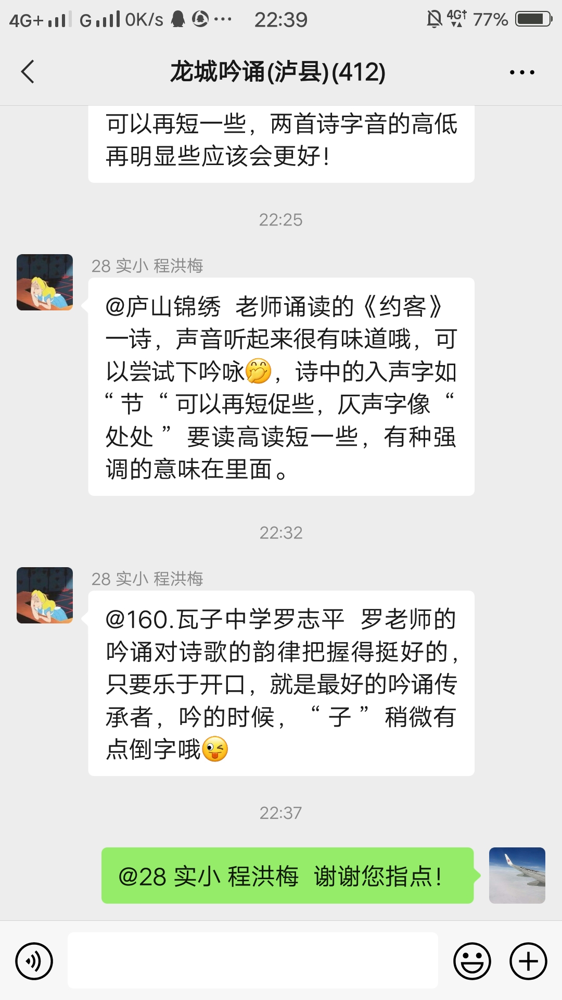 4G+ G 0K/s 22:39 4G+ 77%
龙城吟诵(泸县)(412)
可以再短一些，两首诗字音的高低
再明显些应该会更好！
22:25
28 实小 程洪梅
@庐山锦绣 老师诵读的《约客》
一诗，声音听起来很有味道哦，可
以尝试下吟咏🤭，诗中的入声字如
“节“可以再短促些，仄声字像“
处处”要读高读短一些，有种强
调的意味在里面。
22:32
28 实小 程洪梅
@160.瓦子中学罗志平 罗老师的
吟诵对诗歌的韵律把握得挺好的，
只要乐于开口，就是最好的吟诵传
承者，吟的时候，“子”稍微有
点倒字哦😜
22:37
@28 实小 程洪梅 谢谢您指点！